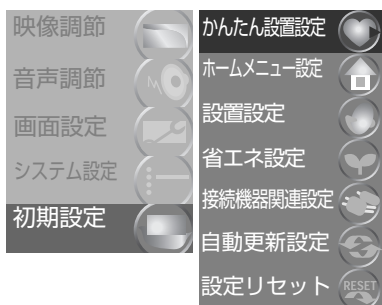 映像調節
音声調節
画面設定
システム設定
初期設定
かんたん設置設定
ホームメニュー設定
設置設定
省エネ設定
接続機器関連設定
自動更新設定
設定リセット
RESET